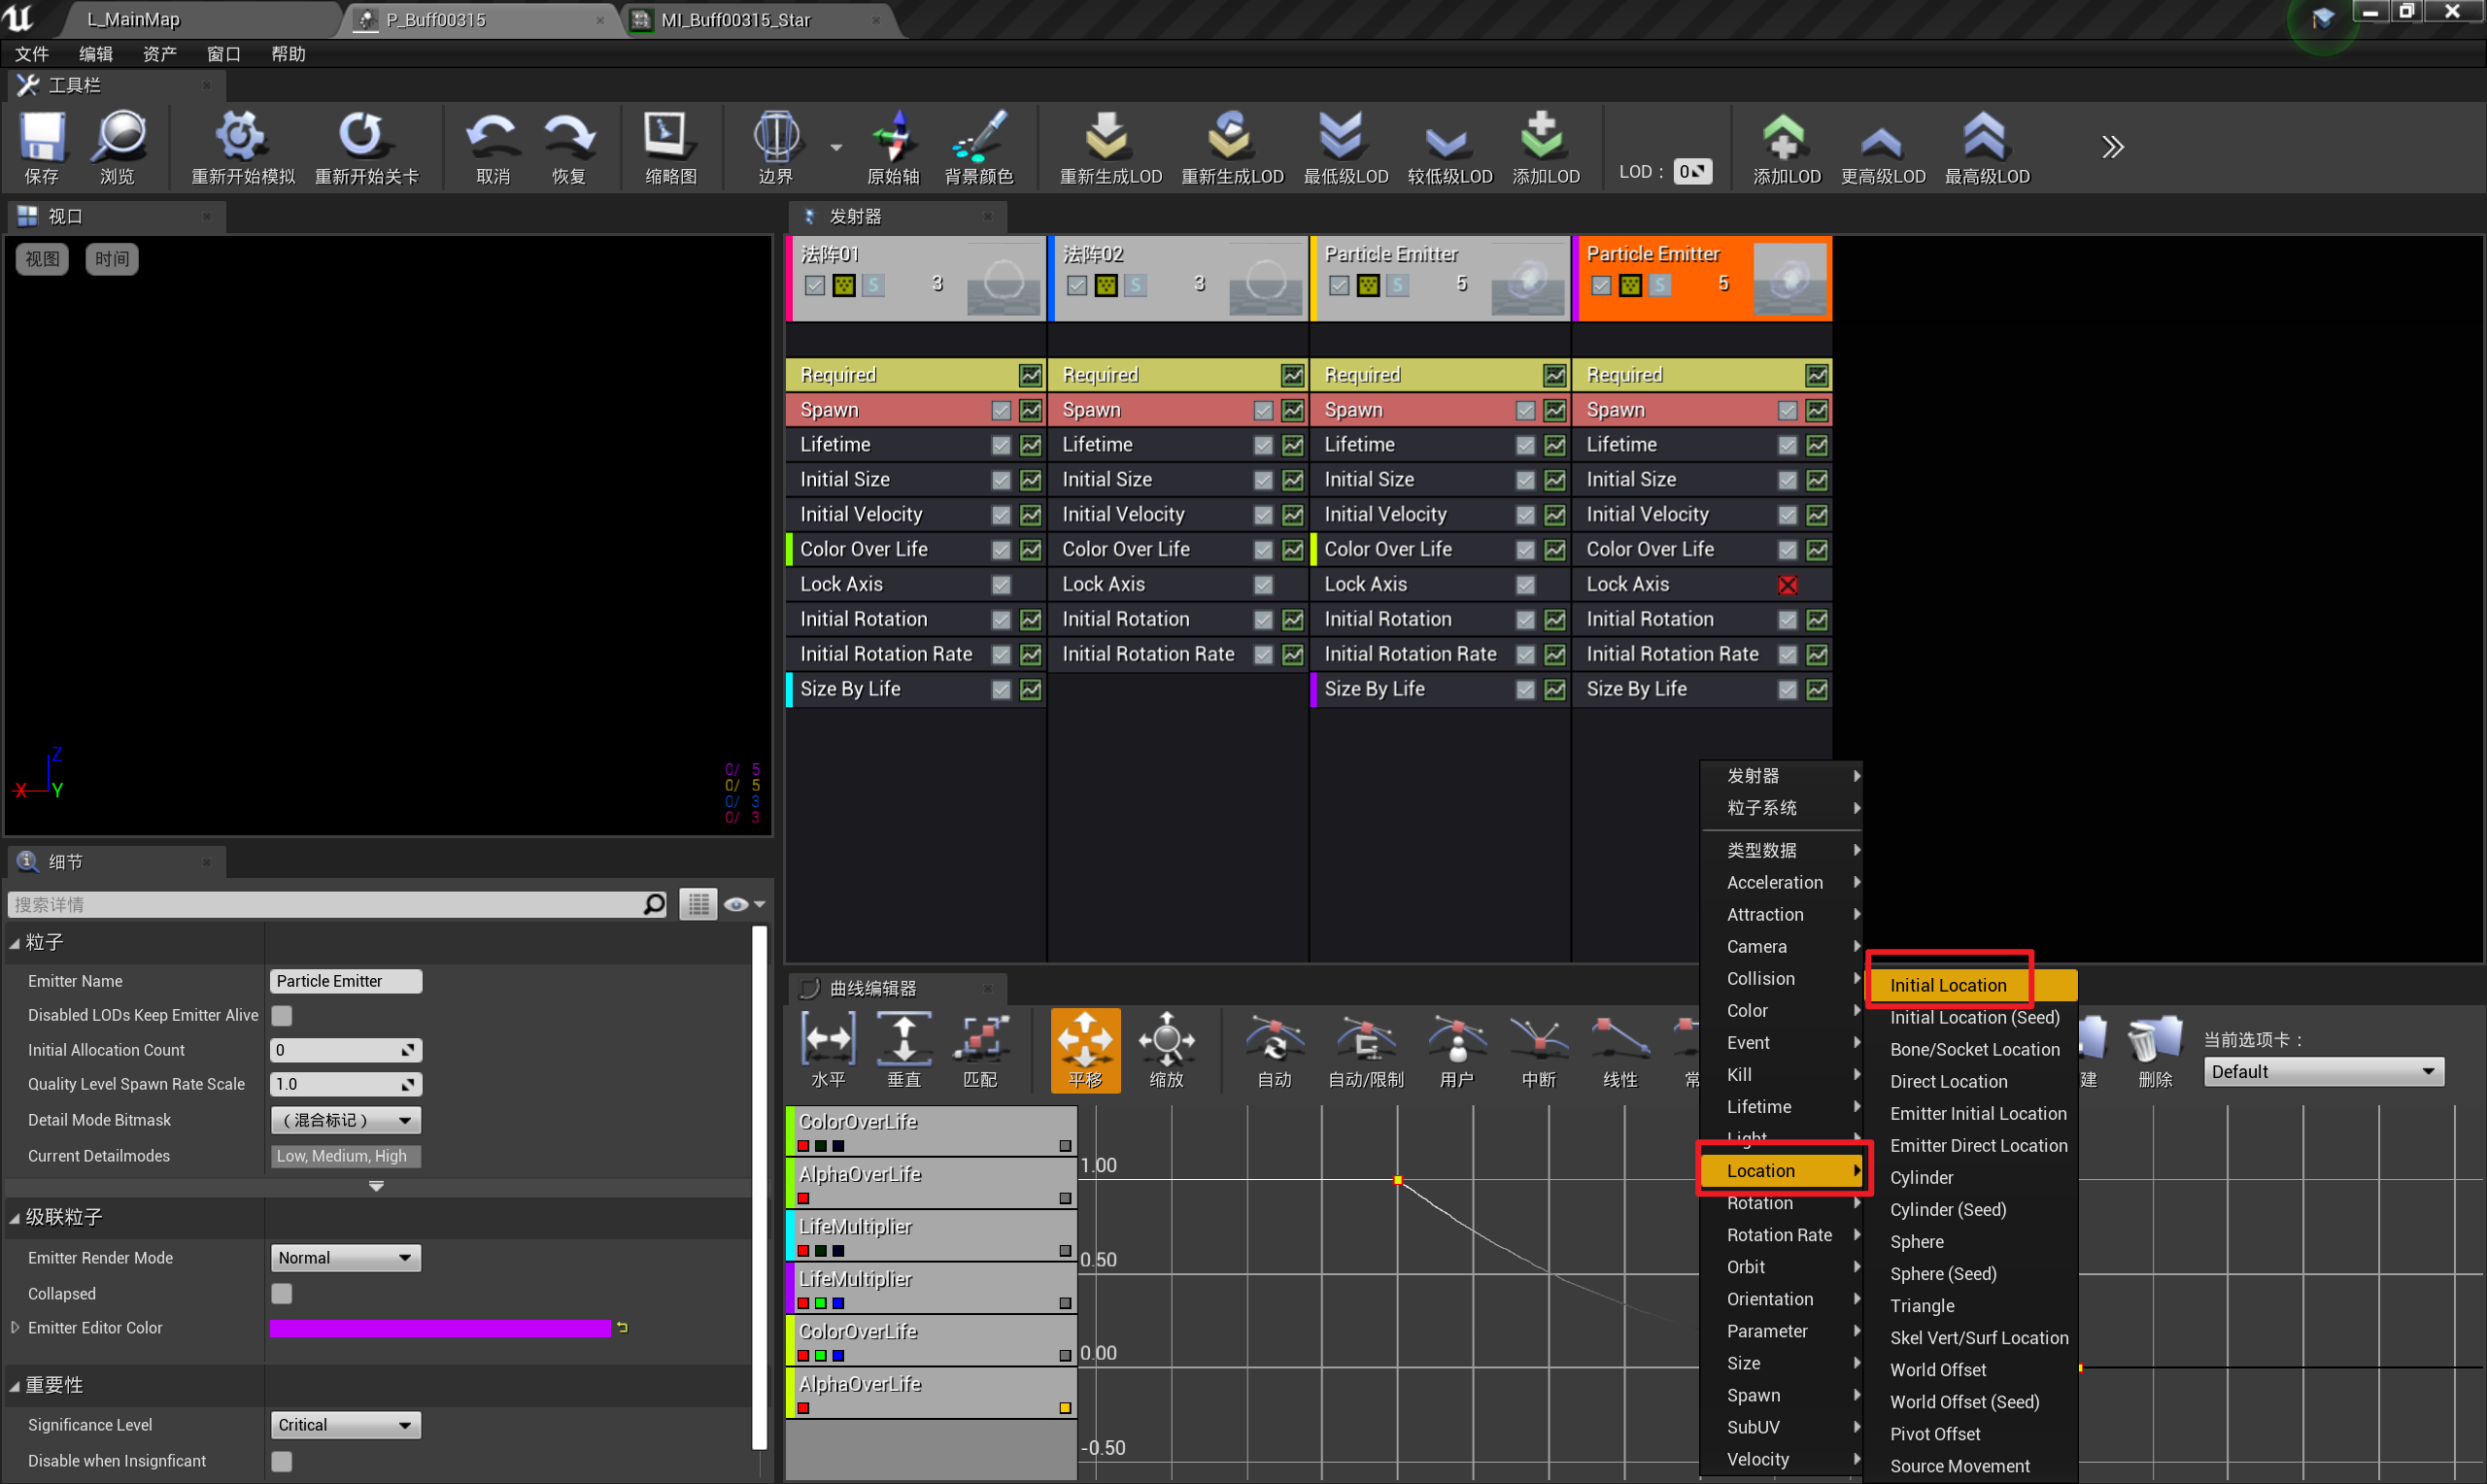 L_MainMap
P_Buff00315
MI_Buff00315_Star
文件 编辑 资产 窗口 帮助
工具栏
保存 浏览 重新开始模拟 重新开始关卡 取消 恢复 缩略图 边界 原始轴 背景颜色 重新生成LOD 重新生成LOD 最低级LOD 较低级LOD 添加LOD LOD : 0 添加LOD 更高级LOD 最高级LOD
视口
视图 时间
Z
X Y
0/ 5
0/ 5
0/ 3
0/ 3
发射器
法阵01 法阵02 Particle Emitter Particle Emitter
S 3 S 3 S 5 S 5
Required Required Required Required
Spawn Spawn Spawn Spawn
Lifetime Lifetime Lifetime Lifetime
Initial Size Initial Size Initial Size Initial Size
Initial Velocity Initial Velocity Initial Velocity Initial Velocity
Color Over Life Color Over Life Color Over Life Color Over Life
Lock Axis Lock Axis Lock Axis Lock Axis
Initial Rotation Initial Rotation Initial Rotation Initial Rotation
Initial Rotation Rate Initial Rotation Rate Initial Rotation Rate Initial Rotation Rate
Size By Life Size By Life Size By Life
细节
搜索详情
粒子
Emitter Name Particle Emitter
Disabled LODs Keep Emitter Alive
Initial Allocation Count 0
Quality Level Spawn Rate Scale 1.0
Detail Mode Bitmask （混合标记）
Current Detailmodes Low, Medium, High
级联粒子
Emitter Render Mode Normal
Collapsed
Emitter Editor Color
重要性
Significance Level Critical
Disable when Insignficant
曲线编辑器
水平 垂直 匹配 平移 缩放 自动 自动/限制 用户 中断 线性 常 建 删除
当前选项卡 :
Default
ColorOverLife
AlphaOverLife
LifeMultiplier
LifeMultiplier
ColorOverLife
AlphaOverLife
1.00
0.50
0.00
-0.50
发射器
粒子系统
类型数据
Acceleration
Attraction
Camera
Collision
Color
Event
Kill
Lifetime
Light
Location
Rotation
Rotation Rate
Orbit
Orientation
Parameter
Size
Spawn
SubUV
Velocity
Initial Location
Initial Location (Seed)
Bone/Socket Location
Direct Location
Emitter Initial Location
Emitter Direct Location
Cylinder
Cylinder (Seed)
Sphere
Sphere (Seed)
Triangle
Skel Vert/Surf Location
World Offset
World Offset (Seed)
Pivot Offset
Source Movement